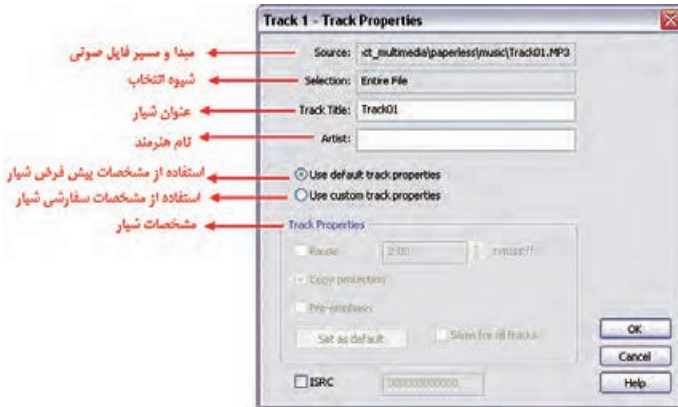 Track 1 - Track Properties
مبدا و مسیر فایل صوتی
Source: xt_multimedia\paperless\music\Track01.MP3
شیوه انتخاب
Selection: Entire File
عنوان شیار
Track Title: Track01
نام هنرمند
Artist:
استفاده از مشخصات پیش فرض شیار
Use default track properties
استفاده از مشخصات سفارشی شیار
Use custom track properties
مشخصات شیار
Track Properties
Pause 2:00
Copy protection
Pre-emphasis
Set as default Same for all tracks
OK
Cancel
ISRC 000000000000
Help